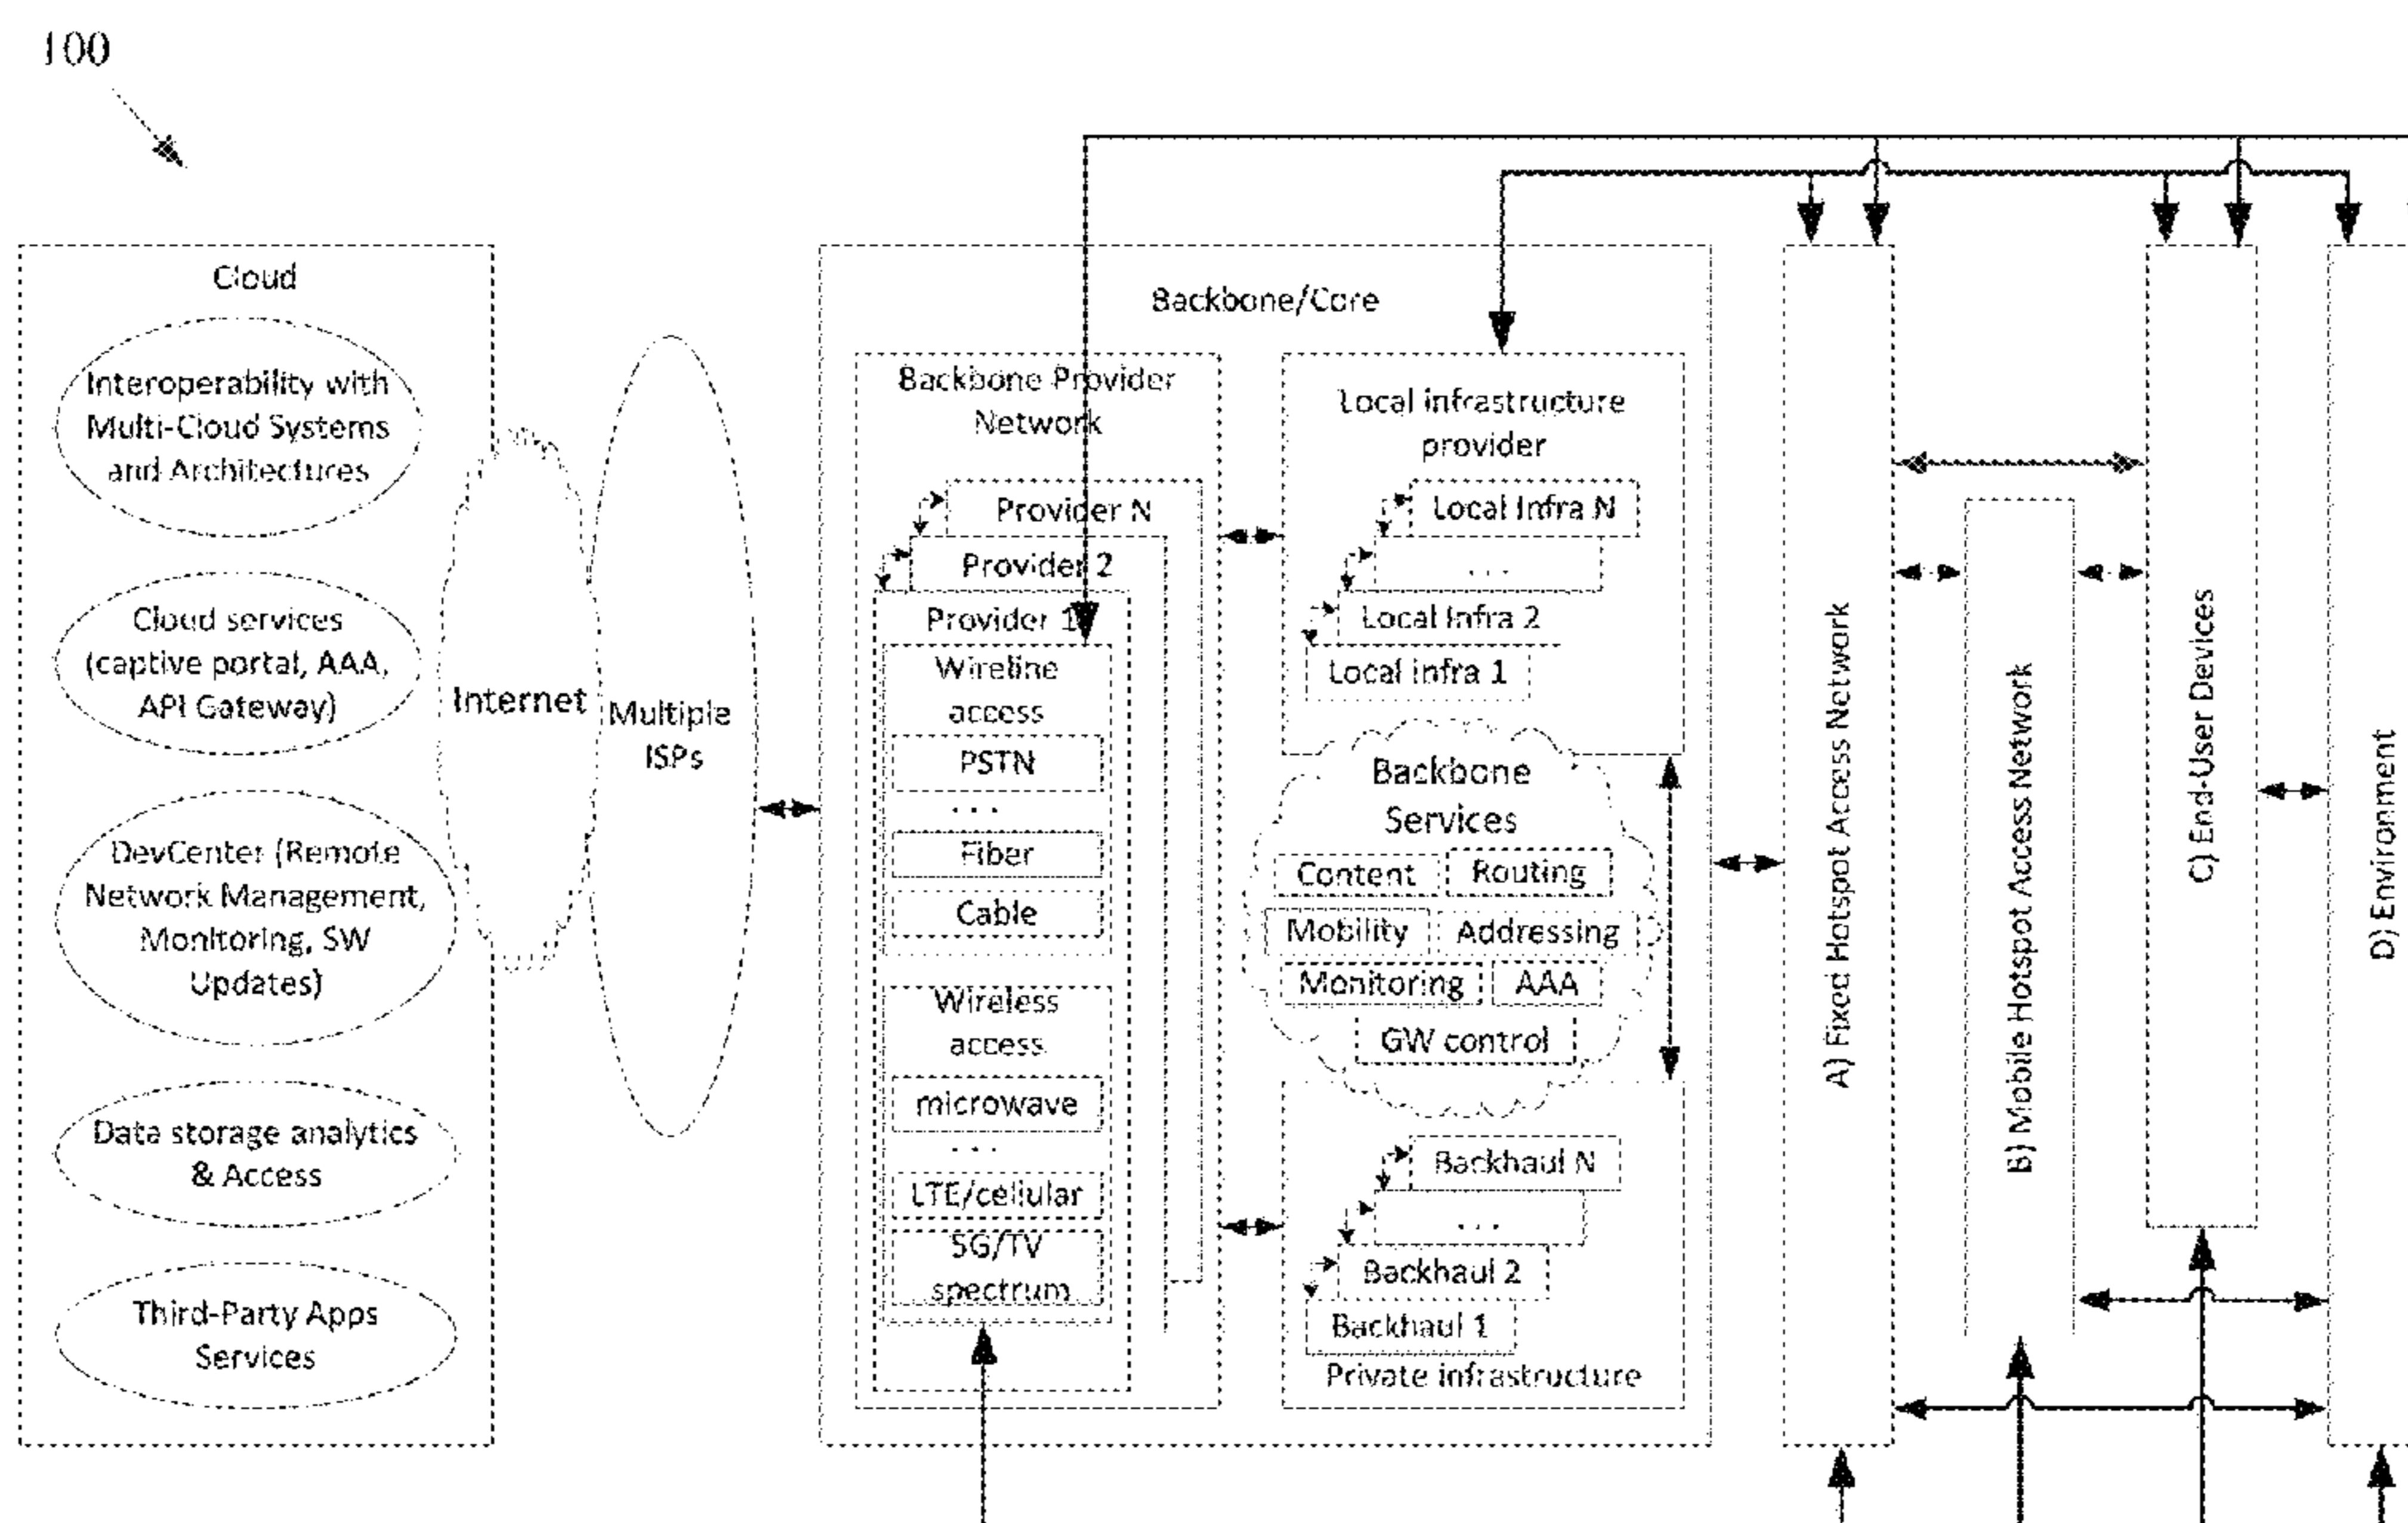 100
Cloud
Interoperability with
Multi-Cloud Systems
and Architectures
Cloud services
(captive portal, AAA,
API Gateway)
DevCenter (Remote
Network Management,
Monitoring, SW
Updates)
Data storage analytics
& Access
Third-Party Apps
Services
Internet
Multiple
ISPs
Backbone/Core
Backbone Provider
Network
Provider N
Provider 2
Provider 1
Wireline
access
PSTN
...
Fiber
Cable
Wireless
access
microwave
...
LTE/cellular
5G/TV
spectrum
Local infrastructure
provider
Local Infra N
...
Local Infra 2
Local Infra 1
Backbone
Services
Content
Routing
Mobility
Addressing
Monitoring
AAA
GW control
Backhaul N
...
Backhaul 2
Backhaul 1
Private infrastructure
A) Fixed Hotspot Access Network
B) Mobile Hotspot Access Network
C) End-User Devices
D) Environment